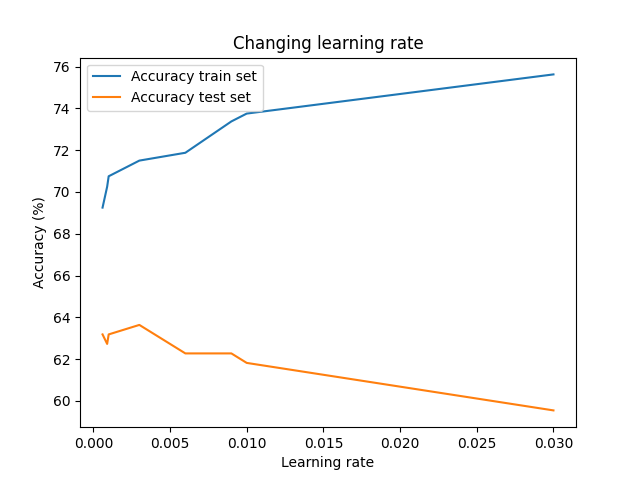 Changing learning rate
Accuracy train set
Accuracy test set
Accuracy (%)
76
74
72
70
68
66
64
62
60
0.000 0.005 0.010 0.015 0.020 0.025 0.030
Learning rate